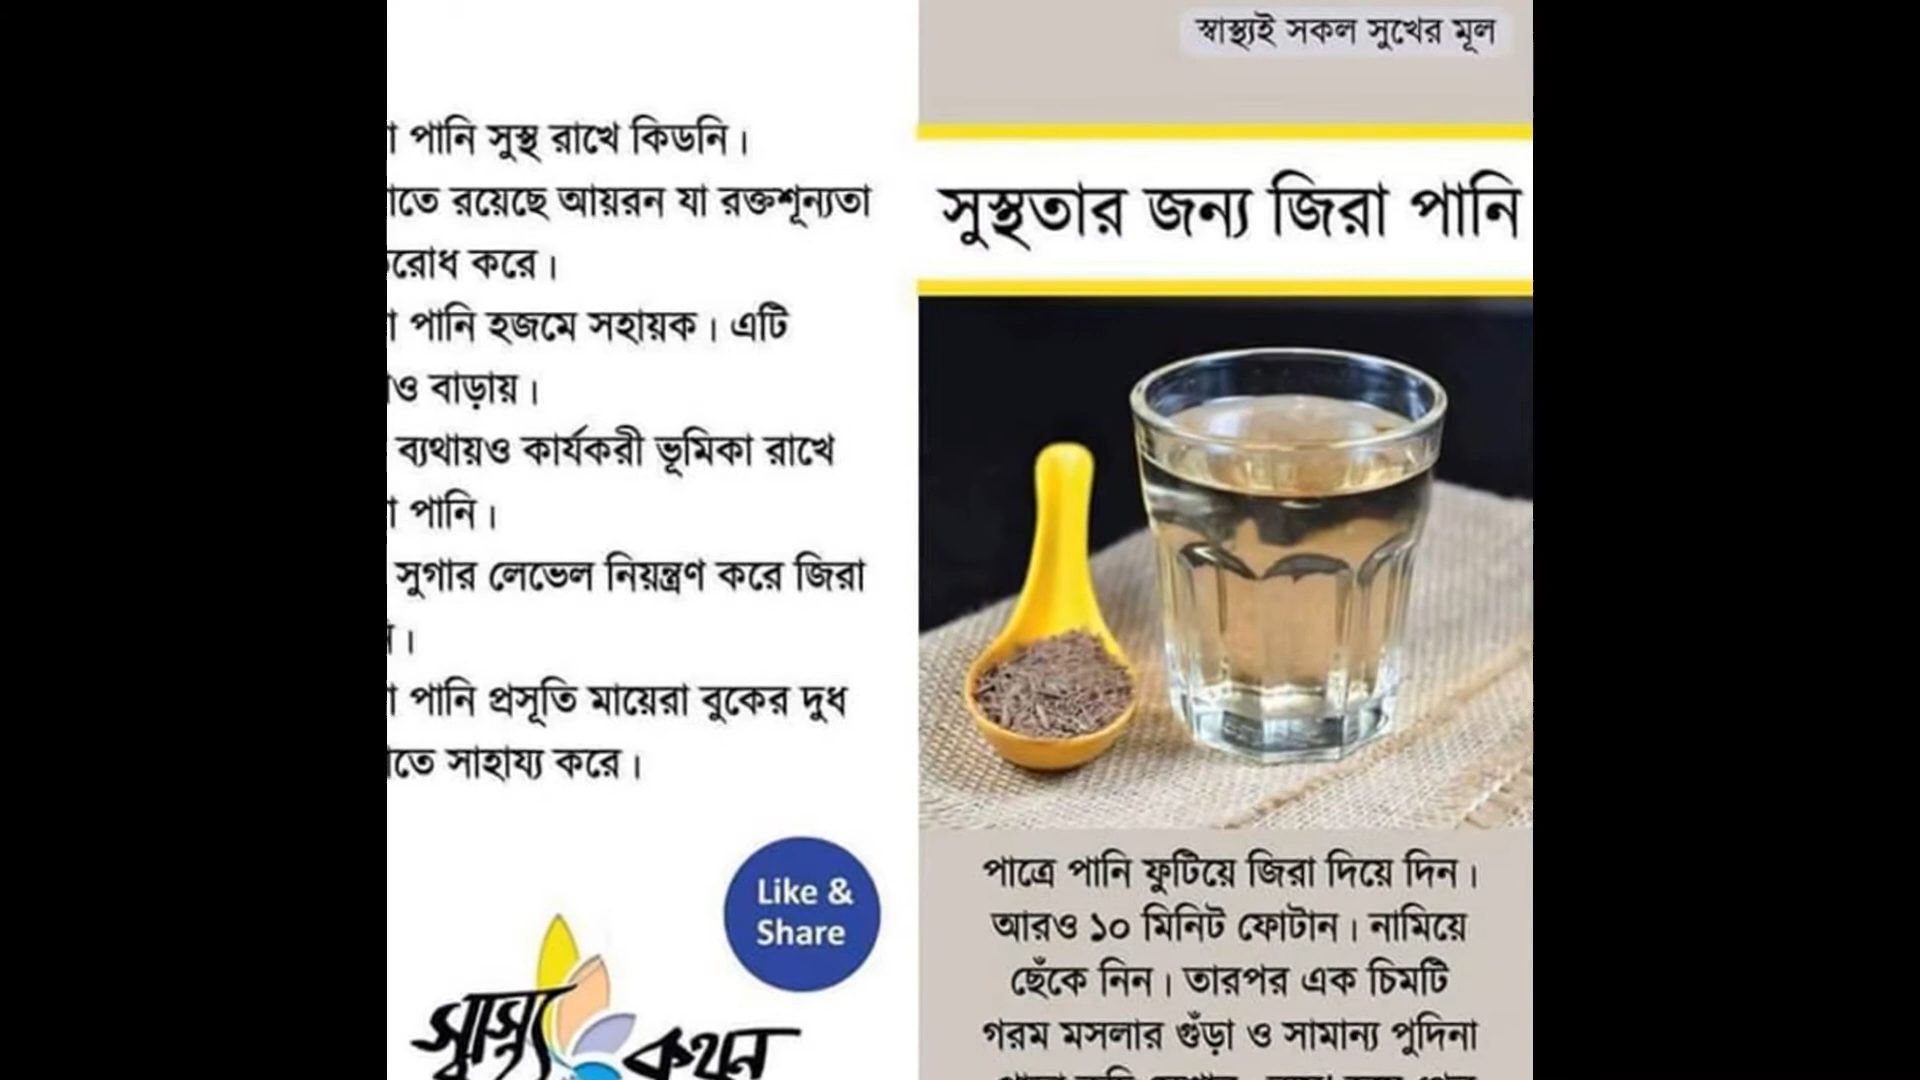 স্বাস্থ্যই সকল সুখের মূল
পানি সুস্থ রাখে কিডনি।
াতে রয়েছে আয়রন যা রক্তশূন্যতা
রোধ করে।
পানি হজমে সহায়ক। এটি
ও বাড়ায়।
ব্যথায়ও কার্যকরী ভূমিকা রাখে
পানি।
সুগার লেভেল নিয়ন্ত্রণ করে জিরা
পানি প্রসূতি মায়েরা বুকের দুধ
তে সাহায্য করে।
Like &
Share
স্বাস্থ্য কথন
সুস্থতার জন্য জিরা পানি
পাত্রে পানি ফুটিয়ে জিরা দিয়ে দিন।
আরও ১০ মিনিট ফোটান। নামিয়ে
ছেঁকে নিন। তারপর এক চিমটি
গরম মসলার গুঁড়া ও সামান্য পুদিনা